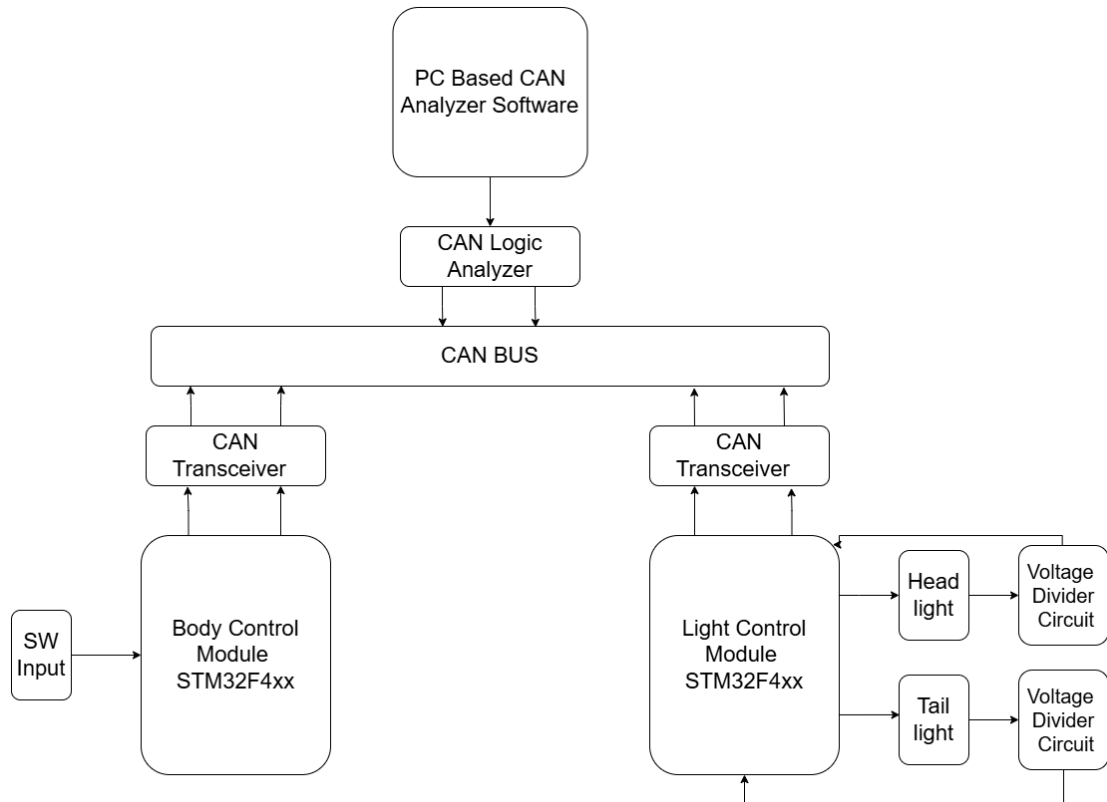 PC Based CAN
Analyzer Software
CAN Logic
Analyzer
CAN BUS
CAN
Transceiver
CAN
Transceiver
SW
Input
Body Control
Module
STM32F4xx
Light Control
Module
STM32F4xx
Head
light
Voltage
Divider
Circuit
Tail
light
Voltage
Divider
Circuit